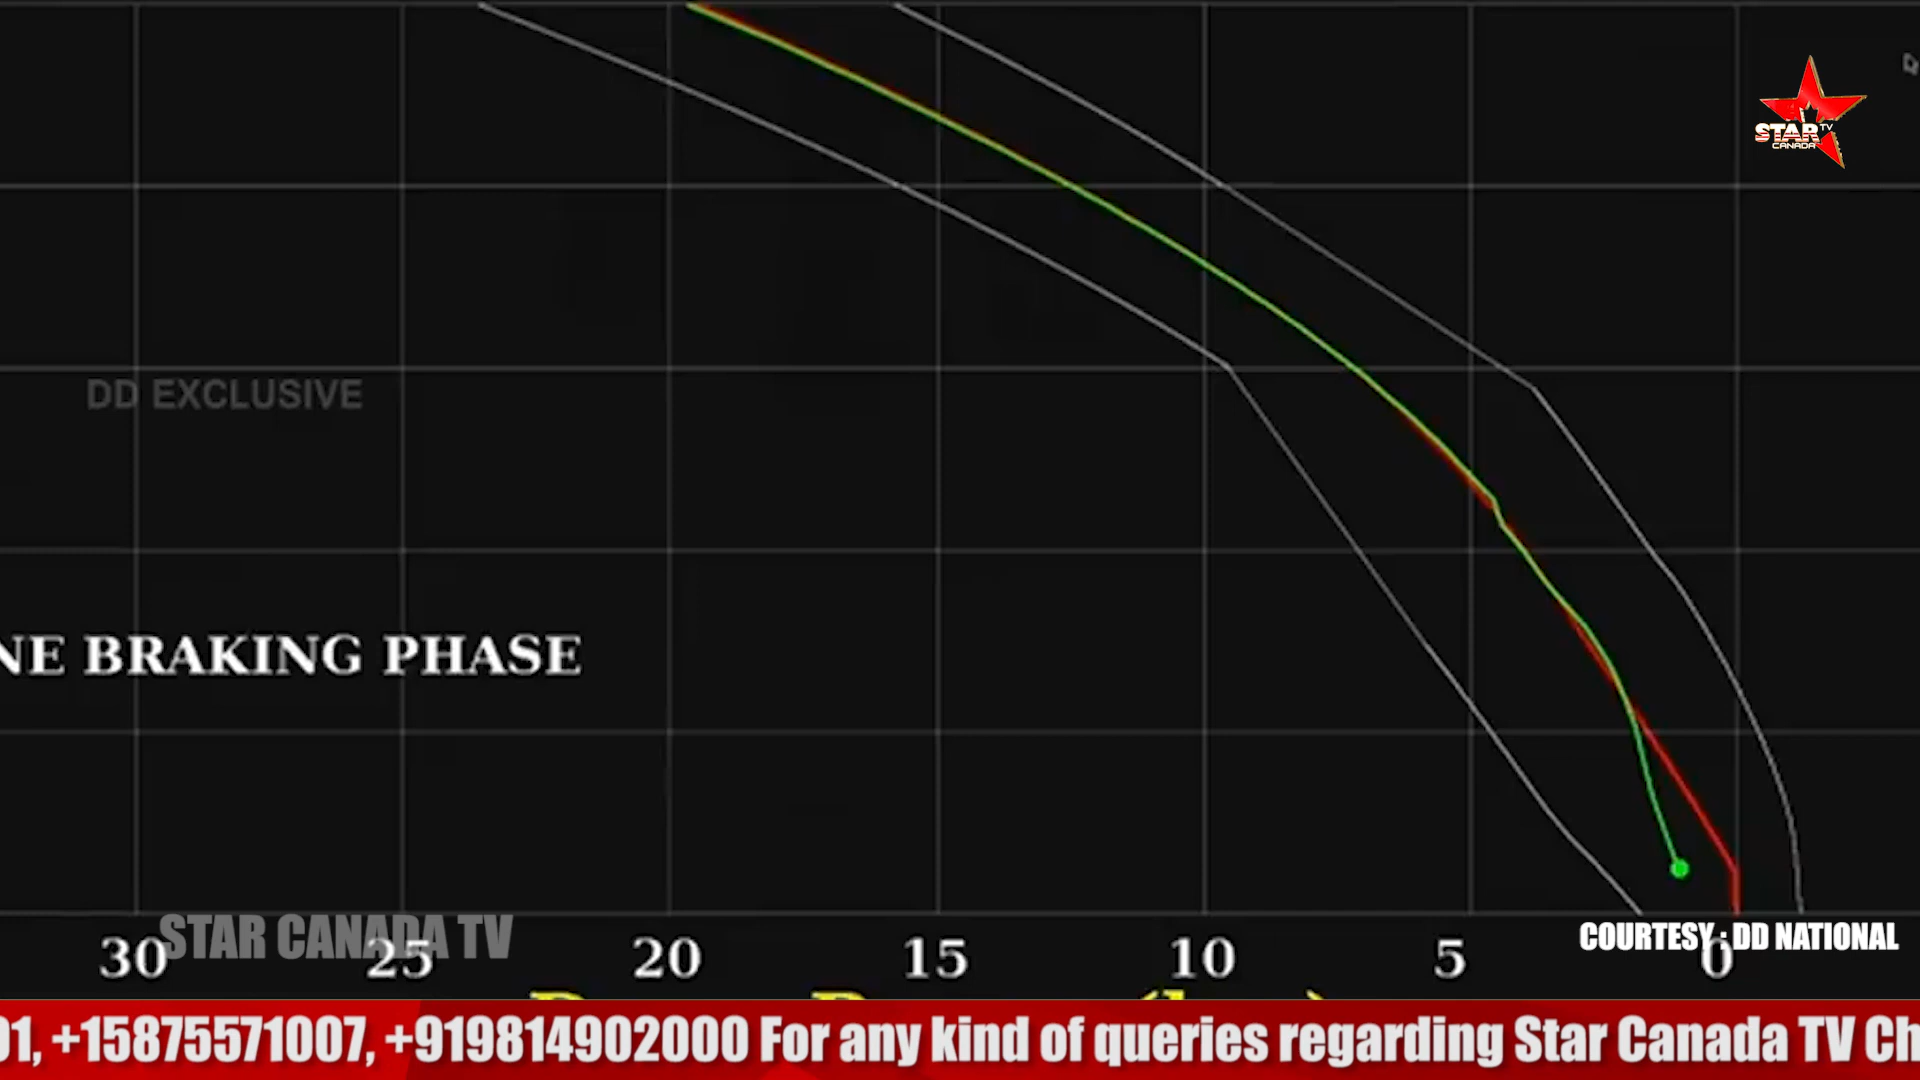 STAR TV
CANADA
DD EXCLUSIVE
NE BRAKING PHASE
STAR CANADA TV
COURTESY : DD NATIONAL
30 25 20 15 10 5 0
01, +15875571007, +919814902000 For any kind of queries regarding Star Canada TV Ch